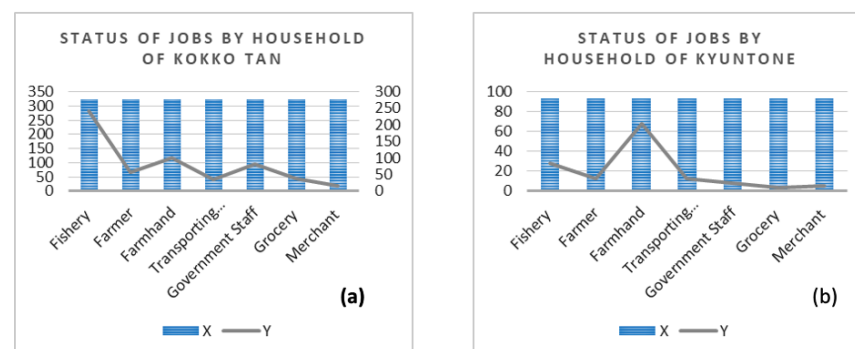 STATUS OF JOBS BY HOUSEHOLD
OF KOKKO TAN
350
300
250
200
150
100
50
0
300
250
200
150
100
50
0
Fishery
Farmer
Farmhand
Transporting...
Government Staff
Grocery
Merchant
(a)
X
Y
STATUS OF JOBS BY
HOUSEHOLD OF KYUNTONE
100
80
60
40
20
0
Fishery
Farmer
Farmhand
Transporting...
Government Staff
Grocery
Merchant
(b)
X
Y